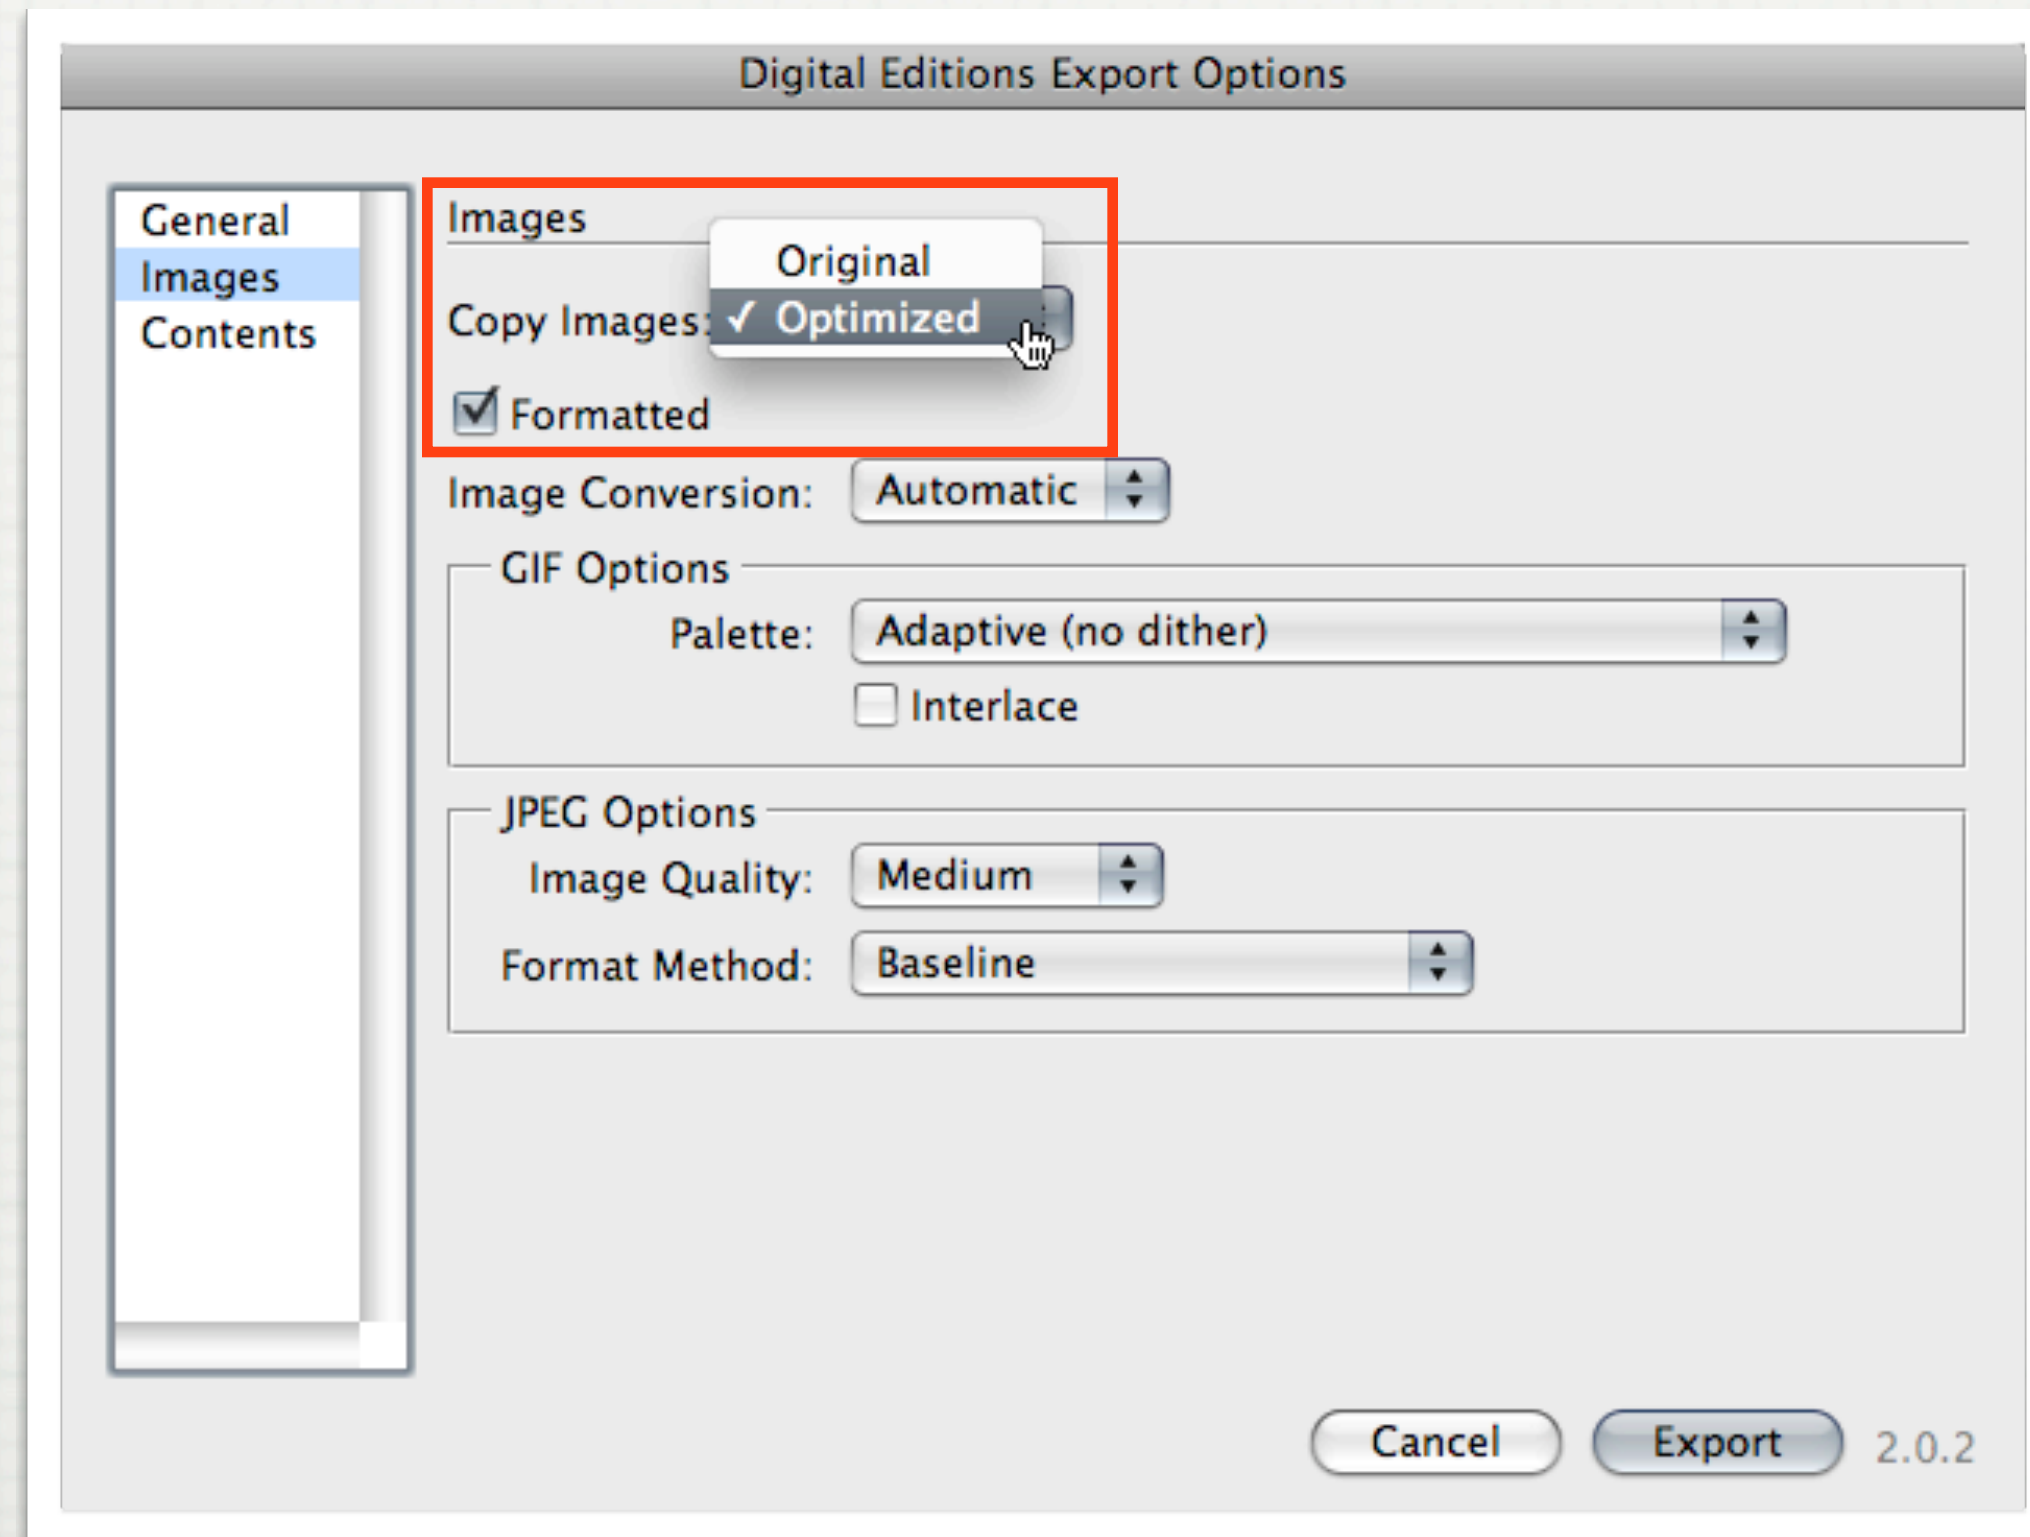 Digital Editions Export Options
General
Images
Contents
Images
Original
Copy Images: ✓ Optimized
Formatted
Image Conversion: Automatic
GIF Options
Palette: Adaptive (no dither)
Interlace
JPEG Options
Image Quality: Medium
Format Method: Baseline
Cancel Export 2.0.2